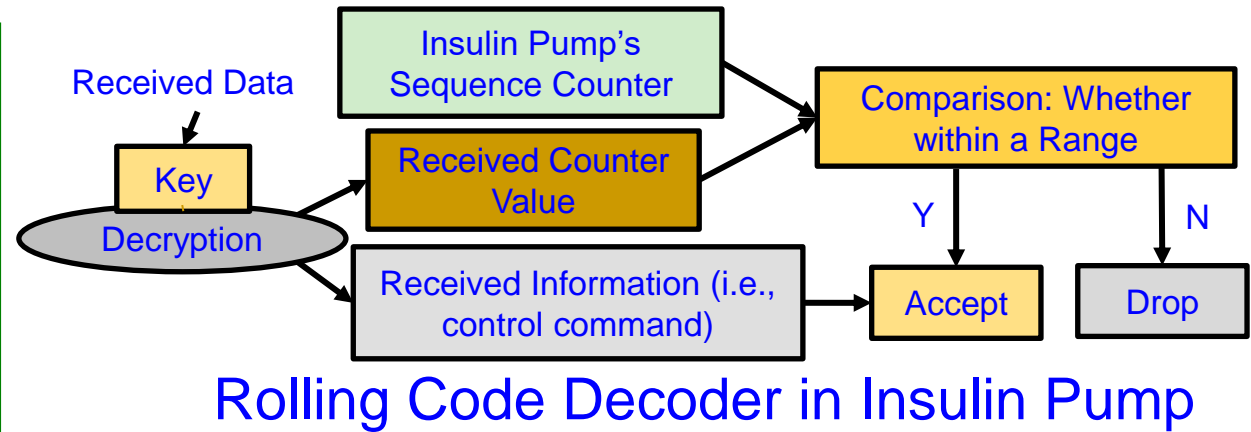 Received Data
Key
Decryption
Insulin Pump's
Sequence Counter
Received Counter
Value
Received Information (i.e.,
control command)
Comparison: Whether
within a Range
Y
N
Accept
Drop
Rolling Code Decoder in Insulin Pump